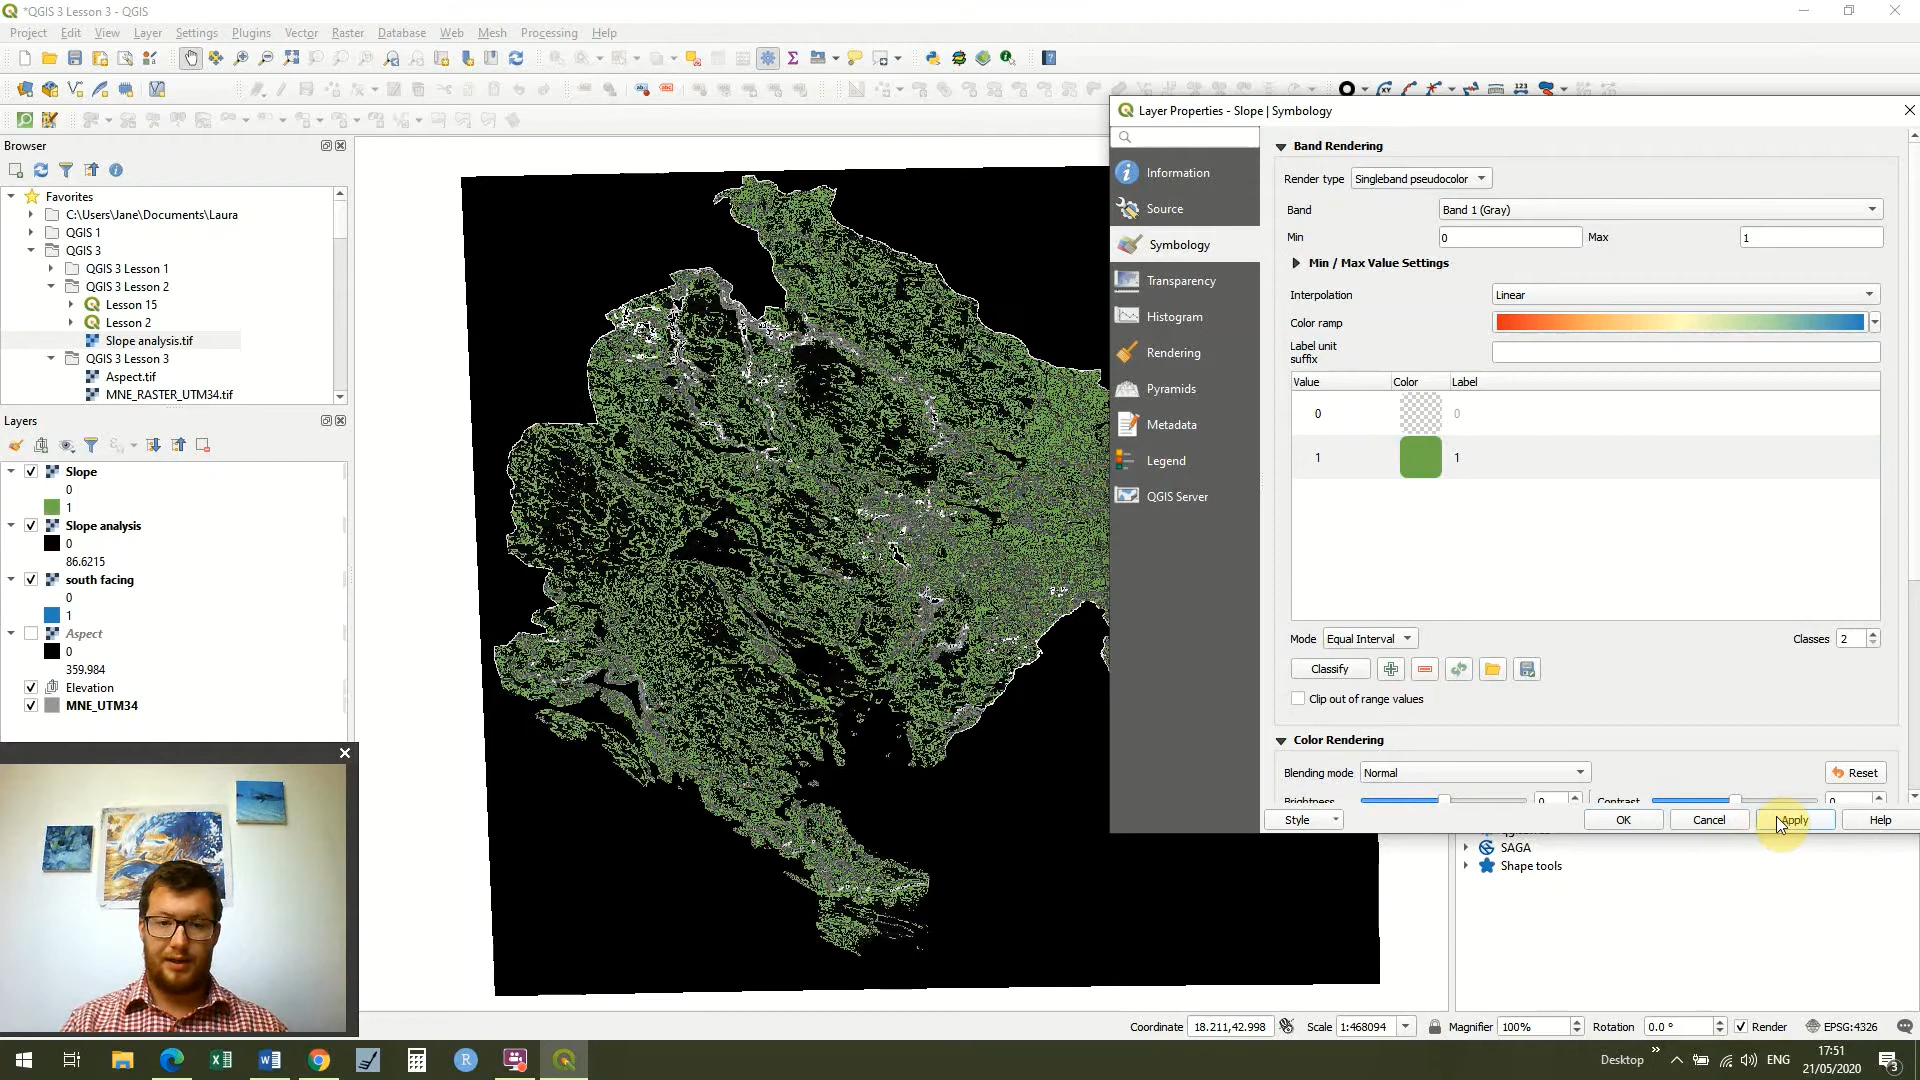 *QGIS 3 Lesson 3 - QGIS
Project Edit View Layer Settings Plugins Vector Raster Database Web Mesh Processing Help
Browser
Favorites
C:\Users\Jane\Documents\Laura
QGIS 1
QGIS 3
QGIS 3 Lesson 1
QGIS 3 Lesson 2
Lesson 15
Lesson 2
Slope analysis.tif
QGIS 3 Lesson 3
Aspect.tif
MNE_RASTER_UTM34.tif
Layers
Slope
0
1
Slope analysis
0
86.6215
south facing
0
1
Aspect
0
359.984
Elevation
MNE_UTM34
Layer Properties - Slope | Symbology
Information
Source
Symbology
Transparency
Histogram
Rendering
Pyramids
Metadata
Legend
QGIS Server
Band Rendering
Render type Singleband pseudocolor
Band Band 1 (Gray)
Min 0 Max 1
Min / Max Value Settings
Interpolation Linear
Color ramp
Label unit
suffix
Value Color Label
0 0
1 1
Mode Equal Interval Classes 2
Classify
Clip out of range values
Color Rendering
Blending mode Normal Reset
Brightness 0 Contrast 0
Style OK Cancel Apply Help
SAGA
Shape tools
Coordinate 18.211,42.998 Scale 1:468094 Magnifier 100% Rotation 0.0 ° Render EPSG:4326
Desktop ENG 17:51
21/05/2020 3